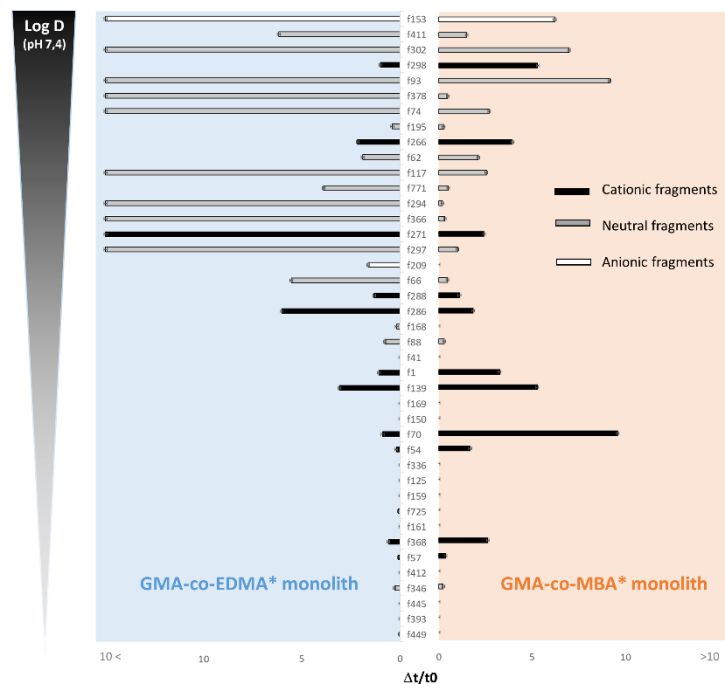 Log D
(pH 7,4)
f153
f411
f302
f298
f93
f378
f74
f195
f266
f62
f117
f771
f294
f366
f271
f297
f209
f66
f288
f286
f168
f88
f41
f1
f139
f169
f150
f70
f54
f336
f125
f159
f725
f161
f368
f57
f412
f346
f445
f393
f449
Cationic fragments
Neutral fragments
Anionic fragments
GMA-co-EDMA* monolith
GMA-co-MBA* monolith
10 < 10 5 0 0 5 10 >10
Δt/t0